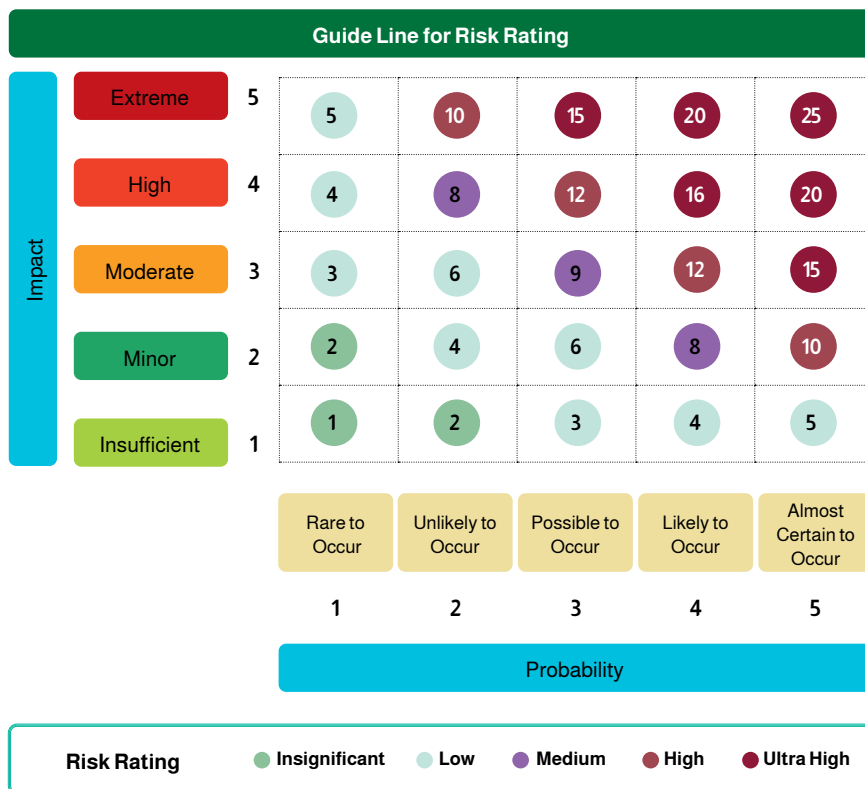 Guide Line for Risk Rating
Impact
Extreme 5 5 10 15 20 25
High 4 4 8 12 16 20
Moderate 3 3 6 9 12 15
Minor 2 2 4 6 8 10
Insufficient 1 1 2 3 4 5
Rare to Occur
Unlikely to Occur
Possible to Occur
Likely to Occur
Almost Certain to Occur
1 2 3 4 5
Probability
Risk Rating Insignificant Low Medium High Ultra High